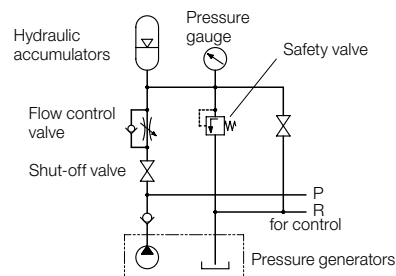 Hydraulic
accumulators
Pressure
gauge
Safety valve
Flow control
valve
Shut-off valve
P
R
for control
Pressure generators